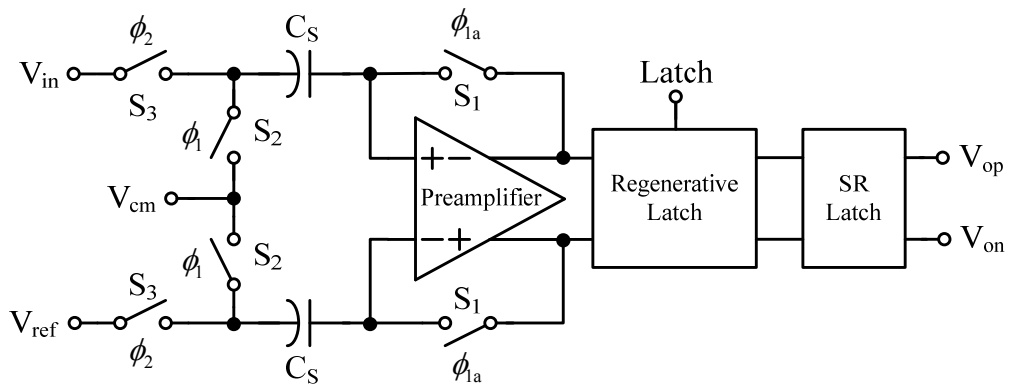 ϕ2
CS
ϕ1a
Vin
S3
S1
Latch
ϕ1
S2
+ −
Preamplifier
− +
Regenerative
Latch
SR
Latch
Vop
Von
Vcm
ϕ1
S2
S3
S1
Vref
ϕ2
CS
ϕ1a